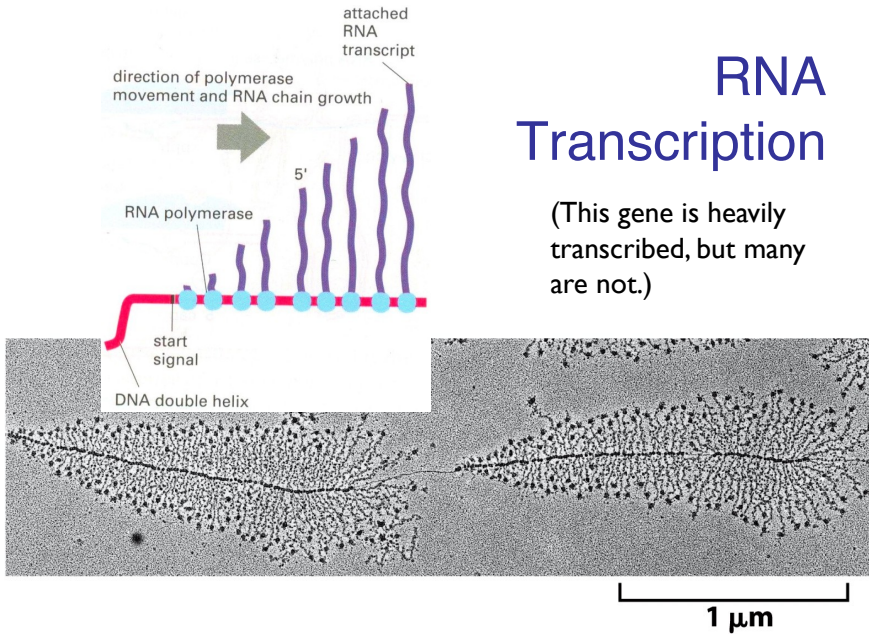 attached
RNA
transcript
direction of polymerase
movement and RNA chain growth
5'
RNA polymerase
start
signal
DNA double helix
RNA
Transcription
(This gene is heavily
transcribed, but many
are not.)
1 μm